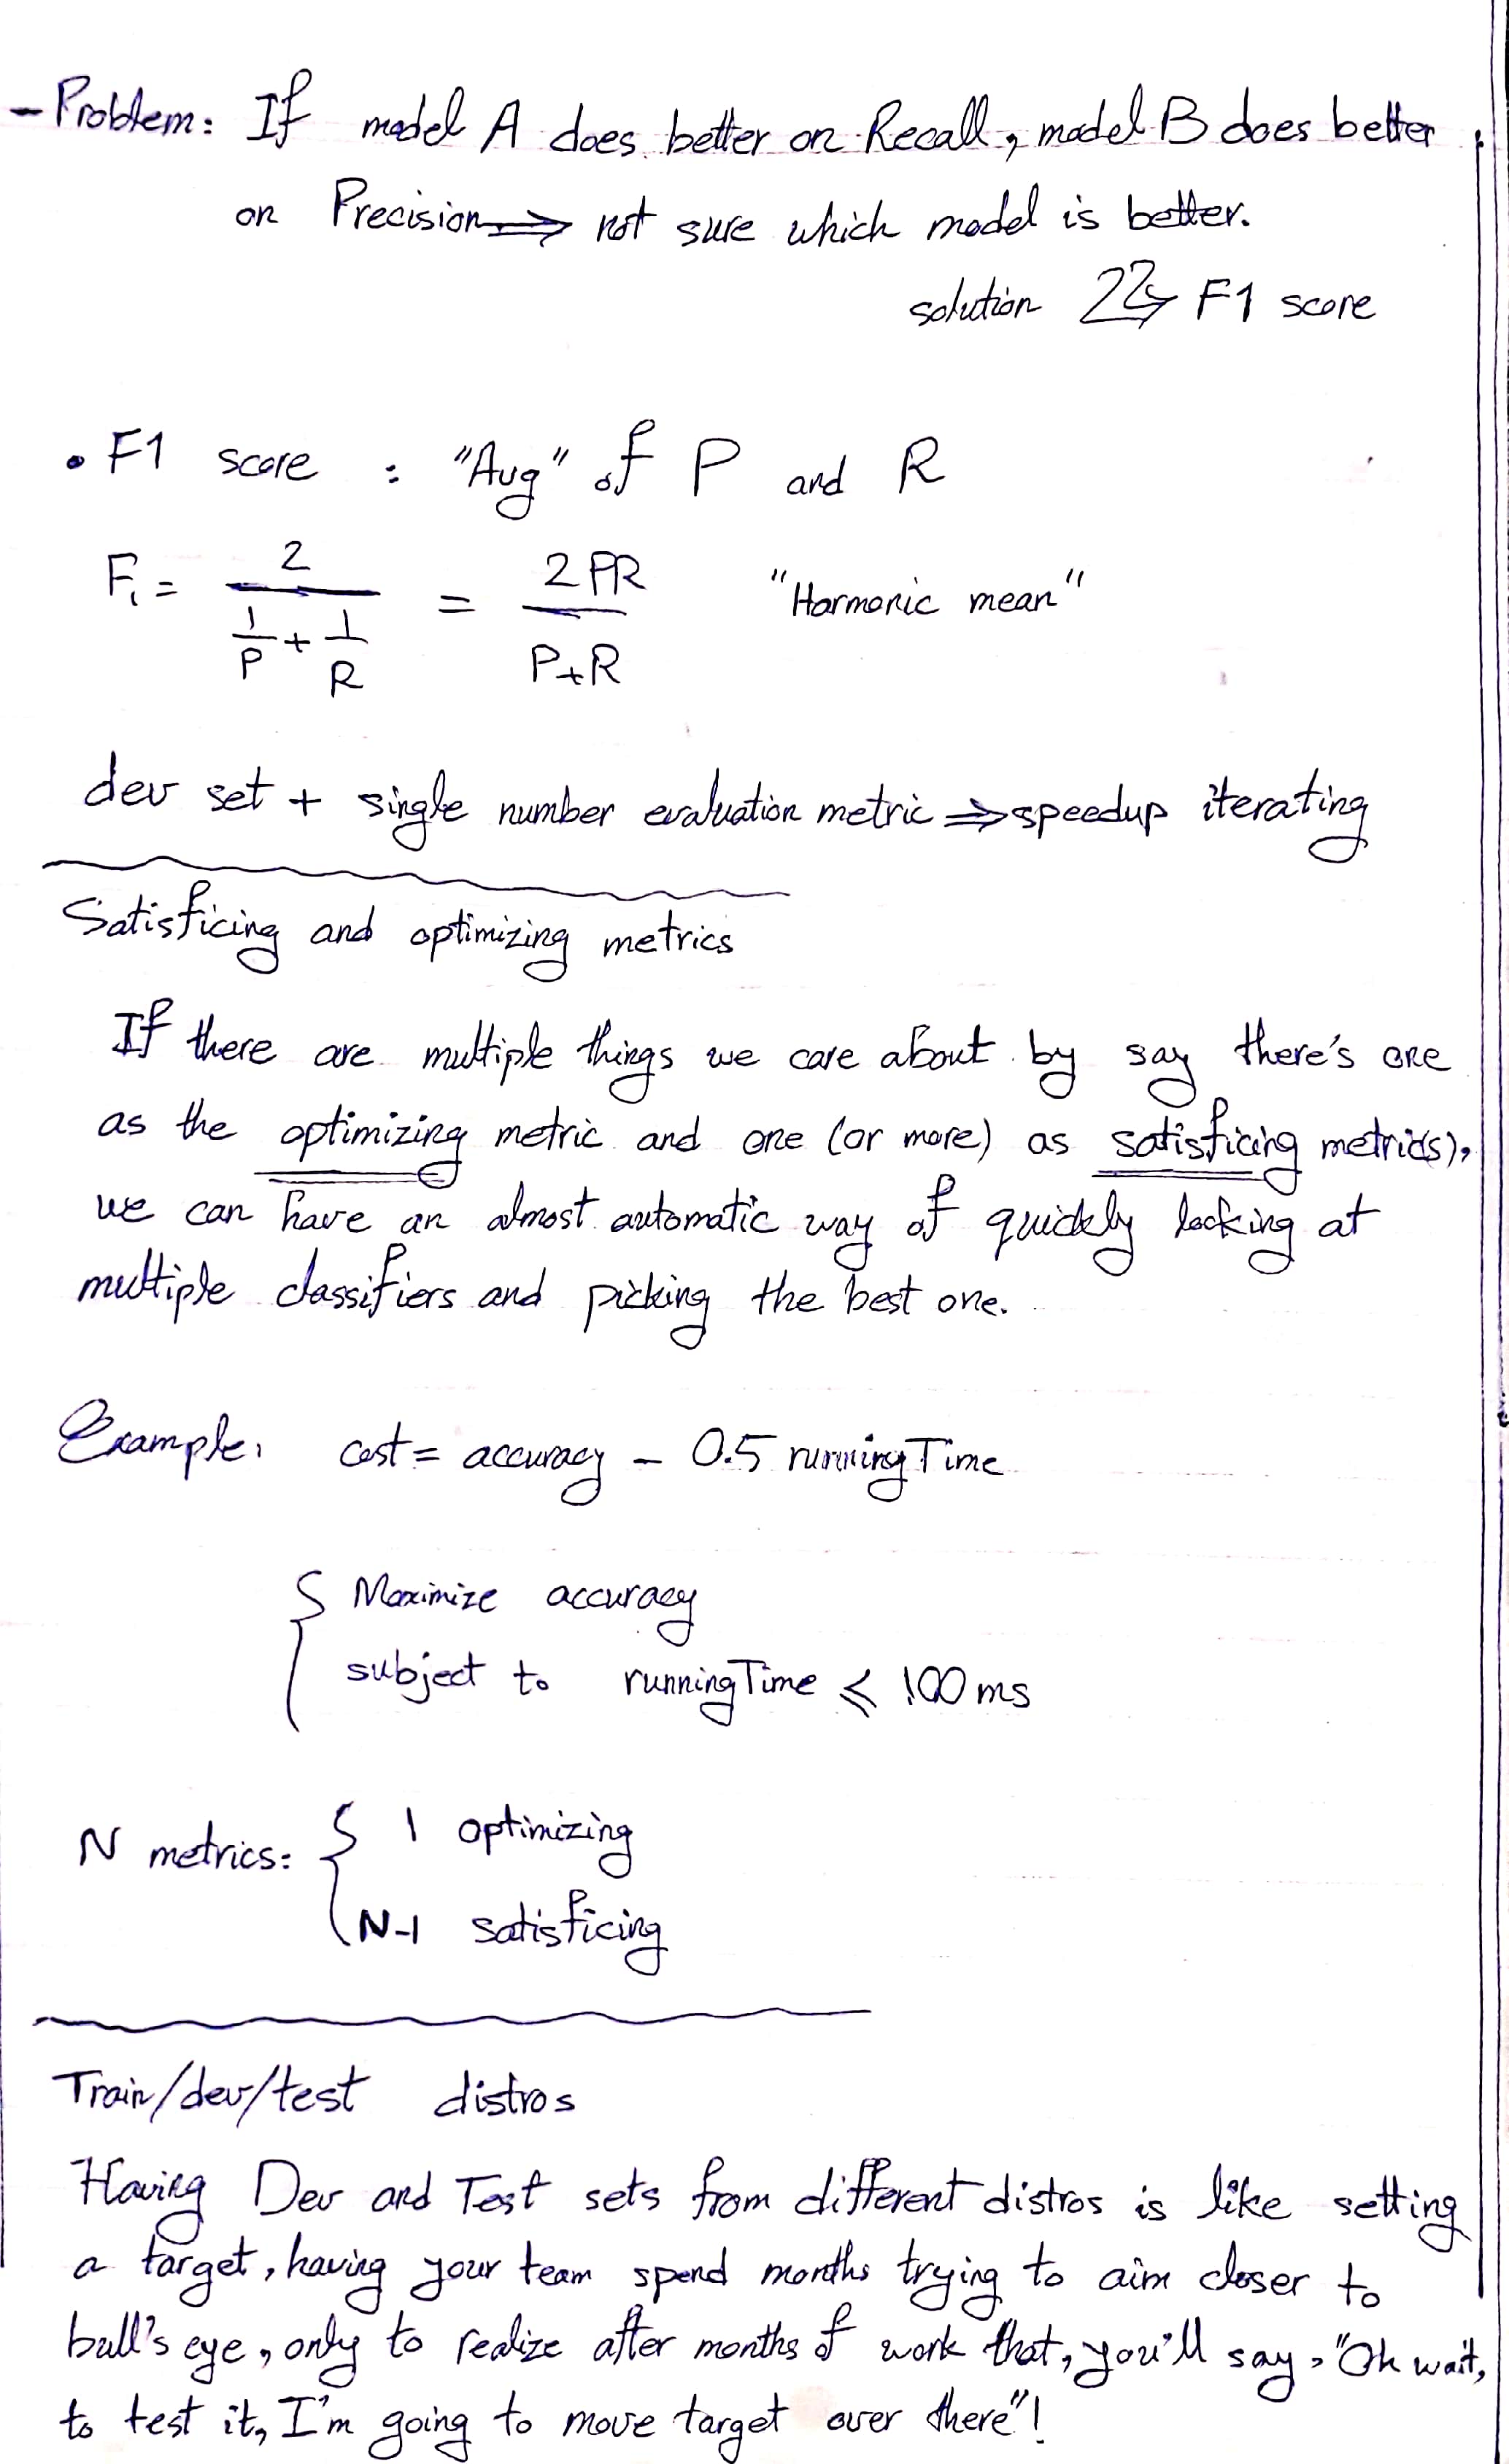 - Problem: If model A does better on Recall, model B does better
on Precision ⇒ not sure which model is better.
solution ⇒ F1 score
• F1 score : "Avg" of P and R
F₁ = 2 / (1/P + 1/R) = 2PR / (P+R) "Harmonic mean"
dev set + single number evaluation metric ⇒ speedup iterating
Satisficing and optimizing metrics
If there are multiple things we care about by say there's one
as the optimizing metric and one (or more) as satisficing metric(s),
we can have an almost automatic way of quickly looking at
multiple classifiers and picking the best one.
Example: cost = accuracy - 0.5 runningTime
{ Maximize accuracy
subject to runningTime ⩽ 100 ms
N metrics: { 1 optimizing
N-1 satisficing
Train/dev/test distros
Having Dev and Test sets from different distros is like setting
a target, having your team spend months trying to aim closer to
bull's eye, only to realize after months of work that, you'll say, "Oh wait,
to test it, I'm going to move target over there"!